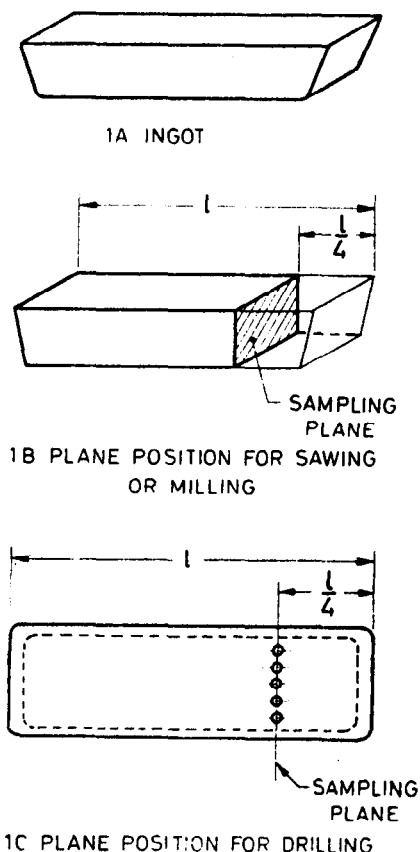 1A INGOT
l
l
4
SAMPLING
PLANE
1B PLANE POSITION FOR SAWING
OR MILLING
l
l
4
SAMPLING
PLANE
1C PLANE POSITION FOR DRILLING